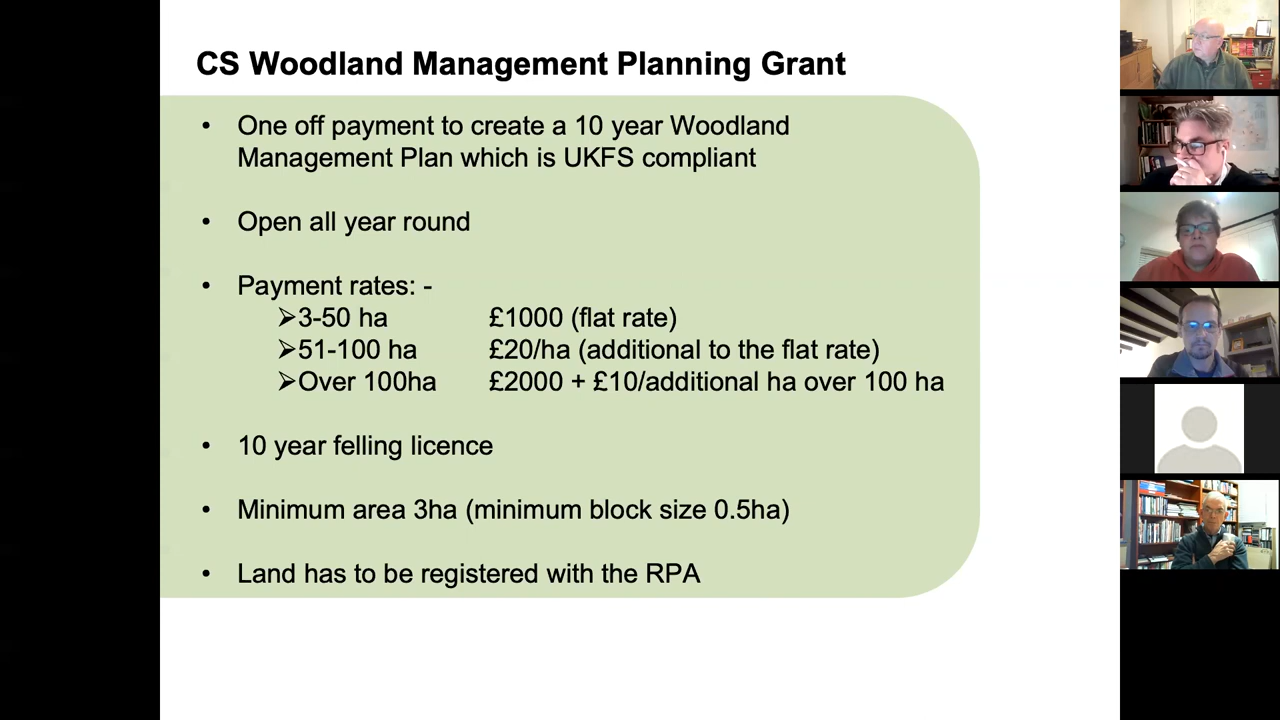 CS Woodland Management Planning Grant
• One off payment to create a 10 year Woodland
Management Plan which is UKFS compliant
• Open all year round
• Payment rates: -
➢3-50 ha £1000 (flat rate)
➢51-100 ha £20/ha (additional to the flat rate)
➢Over 100ha £2000 + £10/additional ha over 100 ha
• 10 year felling licence
• Minimum area 3ha (minimum block size 0.5ha)
• Land has to be registered with the RPA